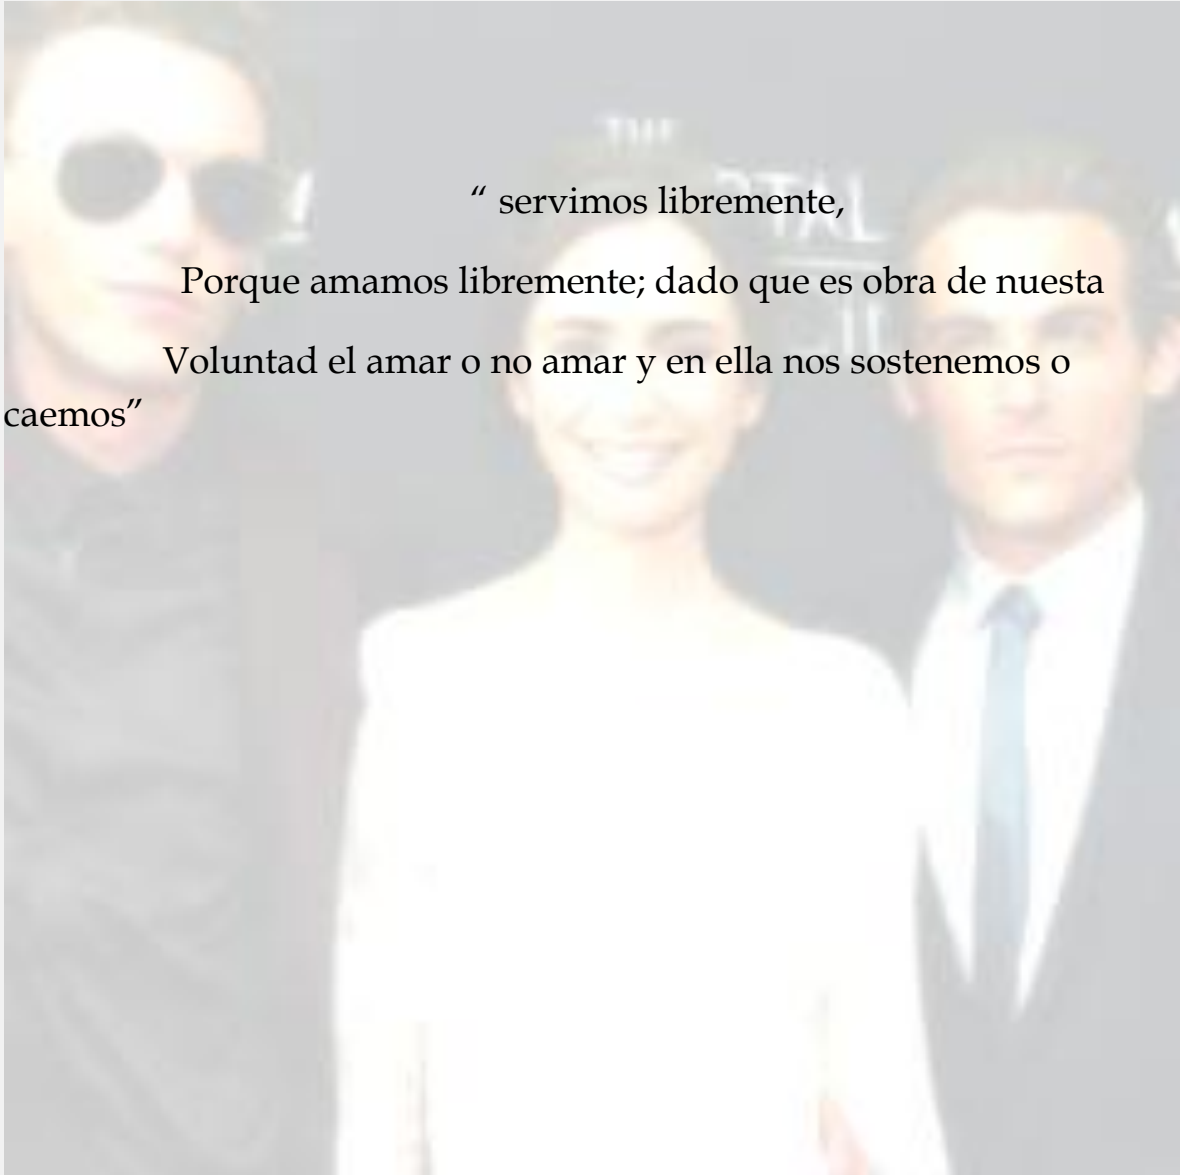 THE
“ servimos libremente,
Porque amamos libremente; dado que es obra de nuesta
Voluntad el amar o no amar y en ella nos sostenemos o
caemos”